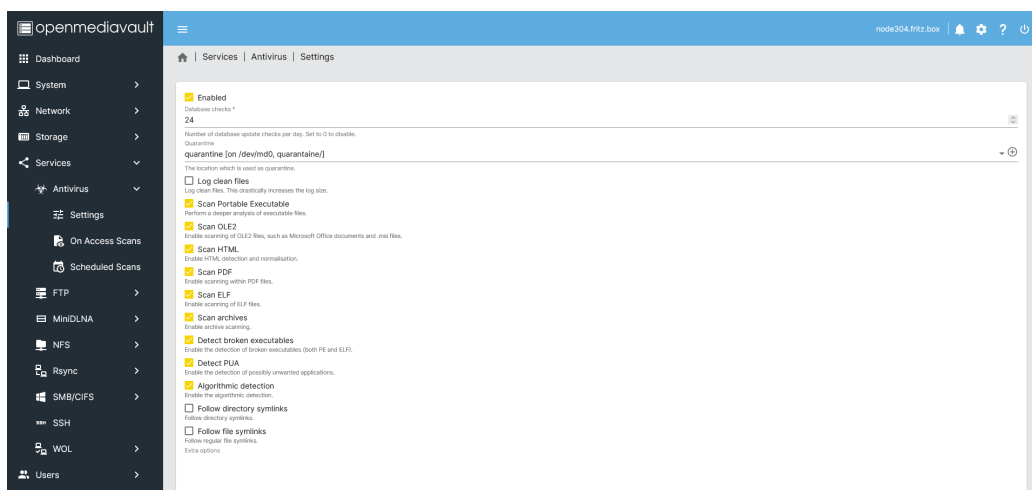 openmediavault
node304.fritz.box
Dashboard
System
Network
Storage
Services
Antivirus
Settings
On Access Scans
Scheduled Scans
FTP
MiniDLNA
NFS
Rsync
SMB/CIFS
SSH SSH
WOL
Users
| Services | Antivirus | Settings
Enabled
Database checks *
24
Number of database update checks per day. Set to 0 to disable.
Quarantine
quarantine [on /dev/md0, quarantaine/]
The location which is used as quarantine.
Log clean files
Log clean files. This drastically increases the log size.
Scan Portable Executable
Perform a deeper analysis of executable files.
Scan OLE2
Enable scanning of OLE2 files, such as Microsoft Office documents and .msi files.
Scan HTML
Enable HTML detection and normalisation.
Scan PDF
Enable scanning within PDF files.
Scan ELF
Enable scanning of ELF files.
Scan archives
Enable archive scanning.
Detect broken executables
Enable the detection of broken executables (both PE and ELF).
Detect PUA
Enable the detection of possibly unwanted applications.
Algorithmic detection
Enable the algorithmic detection.
Follow directory symlinks
Follow directory symlinks.
Follow file symlinks
Follow regular file symlinks.
Extra options